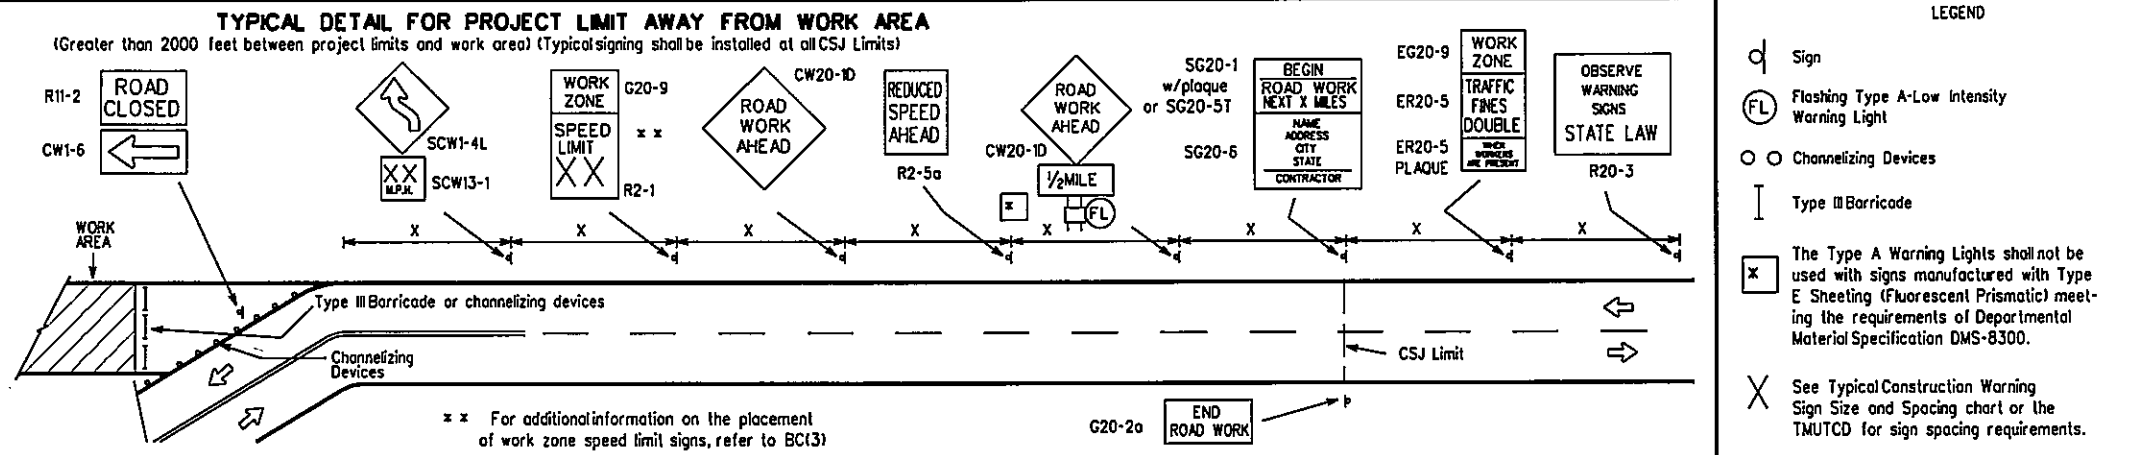 TYPICAL DETAIL FOR PROJECT LIMIT AWAY FROM WORK AREA
(Greater than 2000 feet between project limits and work area) (Typical signing shall be installed at all CSJ Limits)
R11-2
ROAD
CLOSED
CW1-6
SCW1-4L
XX
M.P.H.
SCW13-1
WORK
ZONE
G20-9
SPEED
LIMIT
XX
x x
R2-1
CW20-1D
ROAD
WORK
AHEAD
REDUCED
SPEED
AHEAD
R2-5a
ROAD
WORK
AHEAD
CW20-1D
1/2 MILE
x
FL
SG20-1
w/plaque
or SG20-5T
BEGIN
ROAD WORK
NEXT X MILES
SG20-6
NAME
ADDRESS
CITY
STATE
CONTRACTOR
EG20-9
WORK
ZONE
ER20-5
TRAFFIC
FINES
DOUBLE
ER20-5
PLAQUE
WHEN
WORKERS
ARE PRESENT
OBSERVE
WARNING
SIGNS
STATE LAW
R20-3
X X X X X X X X
WORK
AREA
Type III Barricade or channelizing devices
Channelizing
Devices
CSJ Limit
x x For additional information on the placement
of work zone speed limit signs, refer to BC(3)
G20-2a
END
ROAD WORK
LEGEND
Sign
FL
Flashing Type A-Low Intensity
Warning Light
Channelizing Devices
Type III Barricade
x
The Type A Warning Lights shall not be
used with signs manufactured with Type
E Sheeting (Fluorescent Prismatic) meet-
ing the requirements of Departmental
Material Specification DMS-8300.
X
See Typical Construction Warning
Sign Size and Spacing chart or the
TMUTCD for sign spacing requirements.